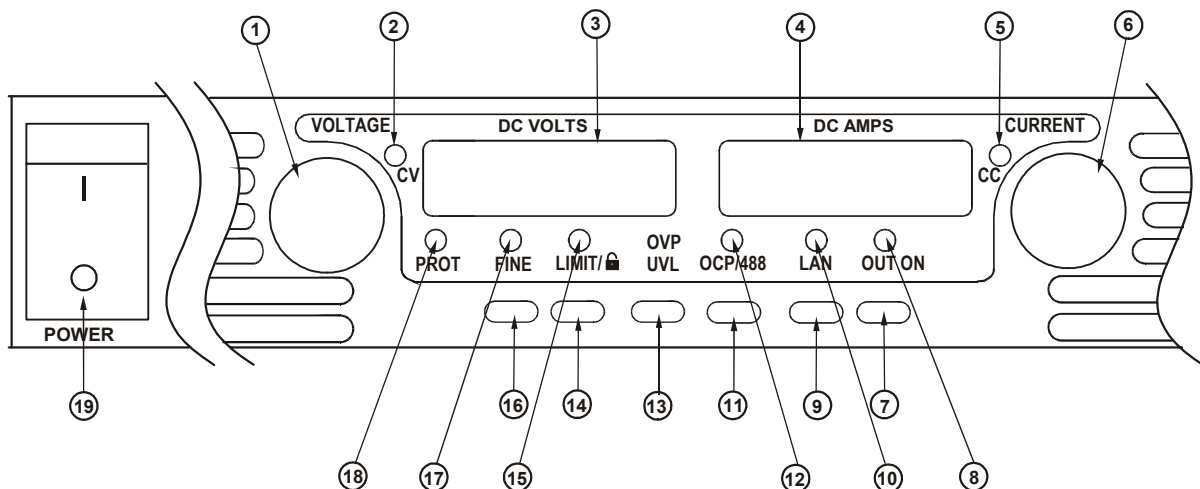 1 2 3 4 5 6
VOLTAGE DC VOLTS DC AMPS CURRENT
CV CC
I
OVP
PROT FINE LIMIT/ UVL OCP/488 LAN OUT ON
POWER
19 16 14 13 11 9 7
18 17 15 12 10 8